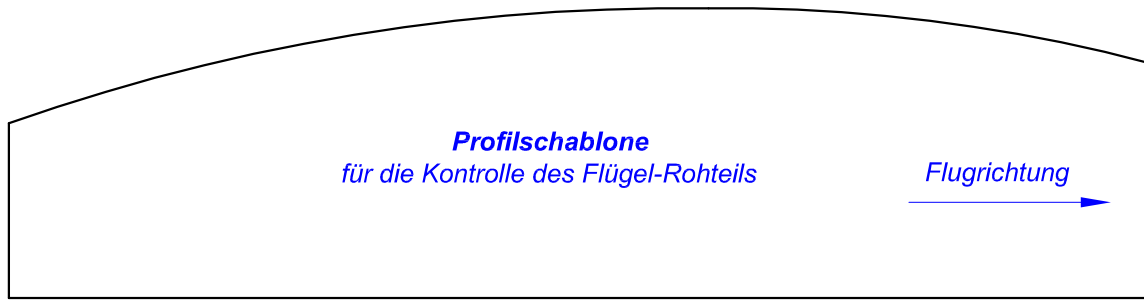 Profilschablone
für die Kontrolle des Flügel-Rohteils
Flugrichtung